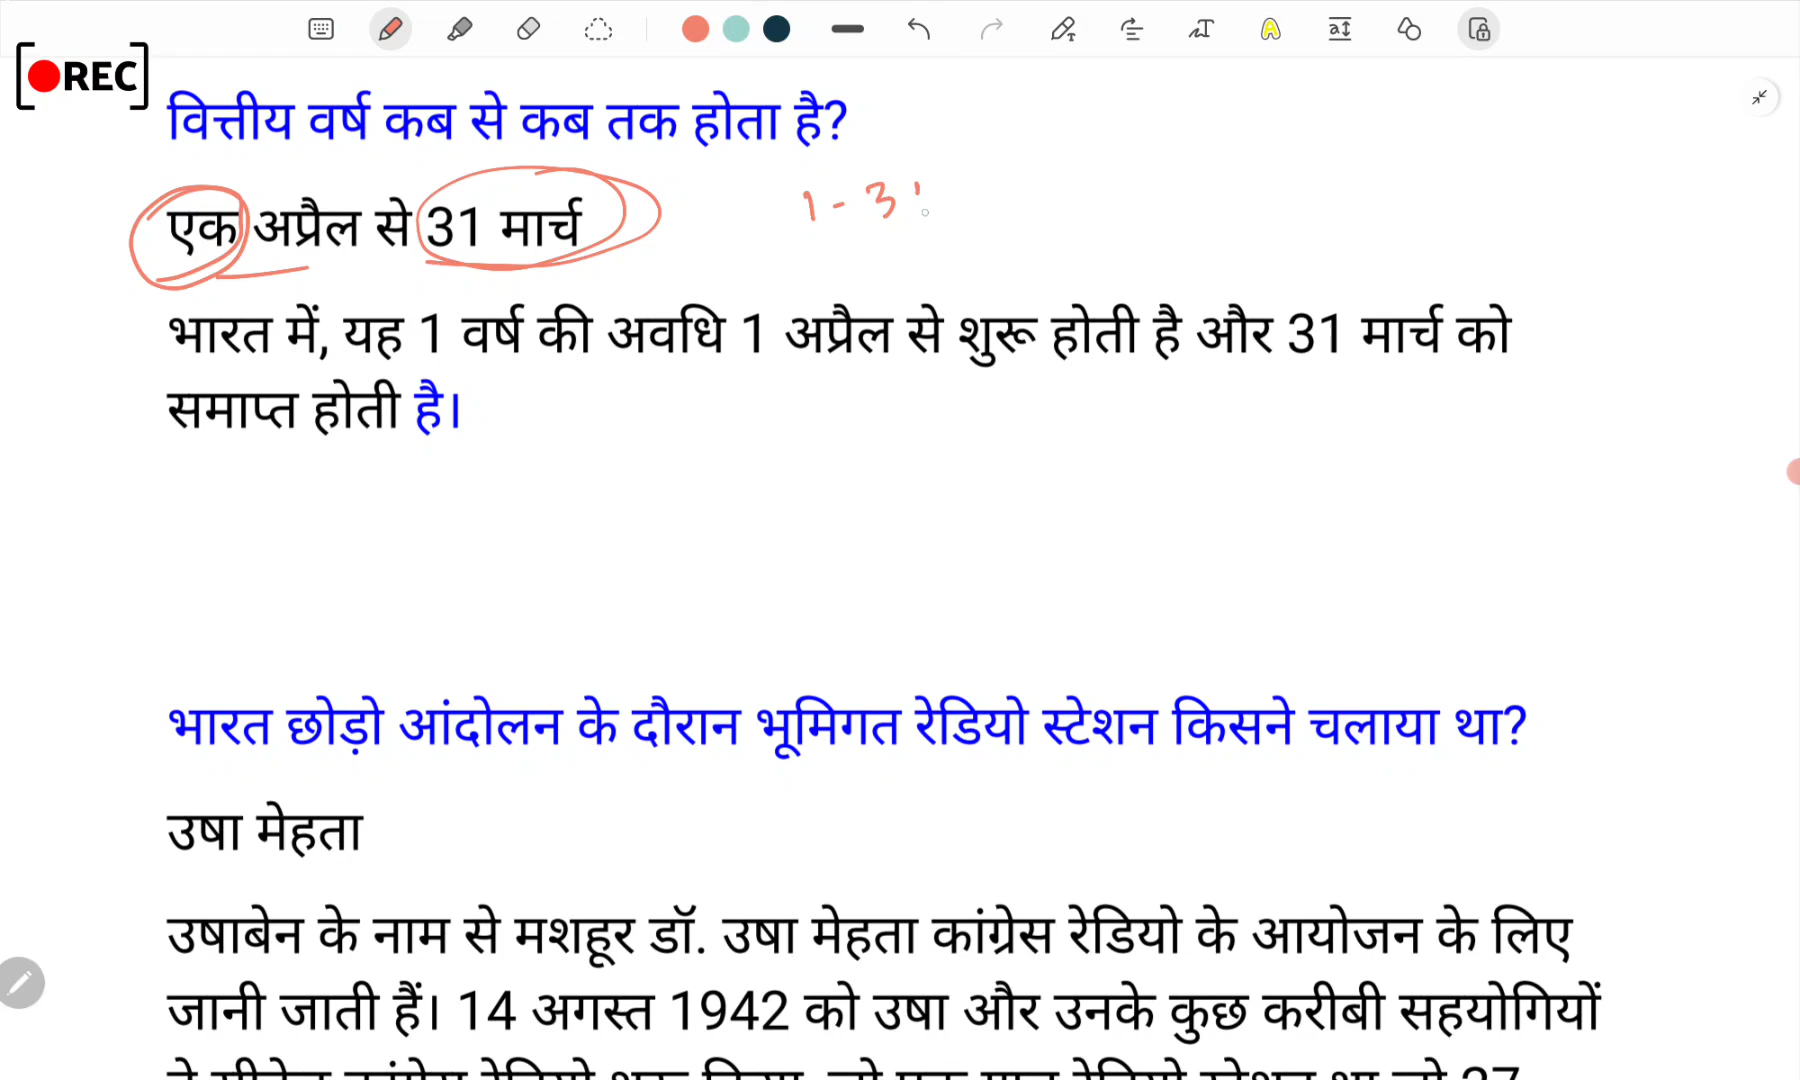 REC
वित्तीय वर्ष कब से कब तक होता है?
एक अप्रैल से 31 मार्च
1 - 3 1
भारत में, यह 1 वर्ष की अवधि 1 अप्रैल से शुरू होती है और 31 मार्च को
समाप्त होती है।
भारत छोड़ो आंदोलन के दौरान भूमिगत रेडियो स्टेशन किसने चलाया था?
उषा मेहता
उषाबेन के नाम से मशहूर डॉ. उषा मेहता कांग्रेस रेडियो के आयोजन के लिए
जानी जाती हैं। 14 अगस्त 1942 को उषा और उनके कुछ करीबी सहयोगियों